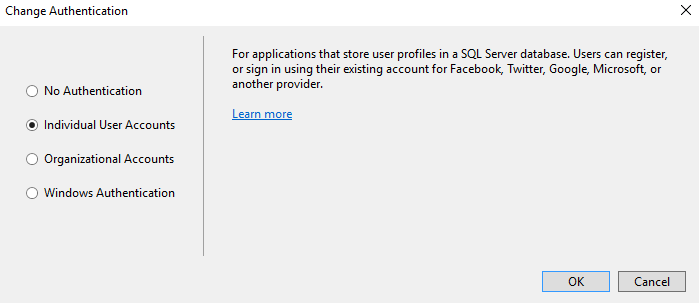 Change Authentication
No Authentication
Individual User Accounts
Organizational Accounts
Windows Authentication
For applications that store user profiles in a SQL Server database. Users can register,
or sign in using their existing account for Facebook, Twitter, Google, Microsoft, or
another provider.
Learn more
OK
Cancel